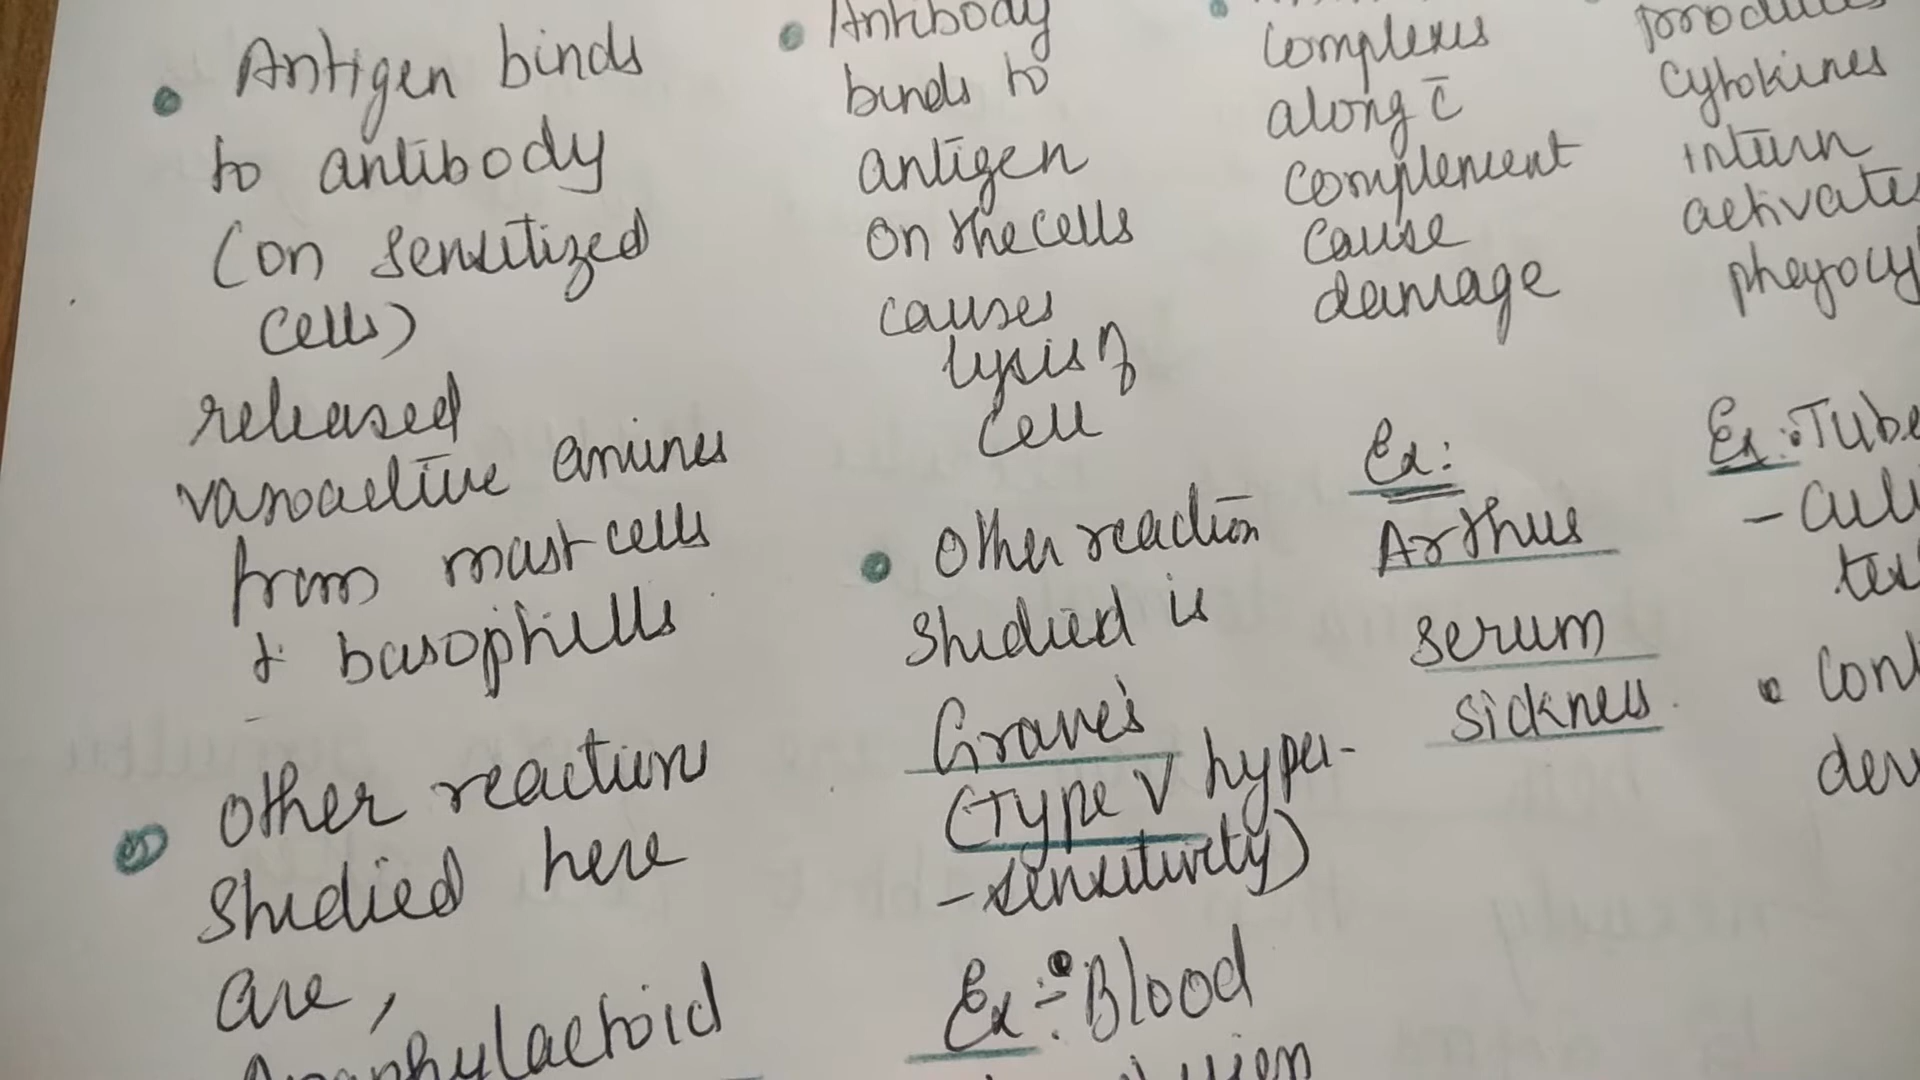 Antigen binds
to antibody
(on sensitized
cells)
released
vasoactive amines
from mast cells
+ basophills
Other reaction
studied here
are,
Anaphylactoid
Antibody
binds to
antigen
on the cells
causes
lysis of
cell
Other reaction
studied is
Grave's
(Type V hyper-
-sensitivity)
Ex:- Blood
complexes
along c̄
complement
cause
damage
Ex:
Arthus
serum
sickness.
cytokines
inturn
Ex: